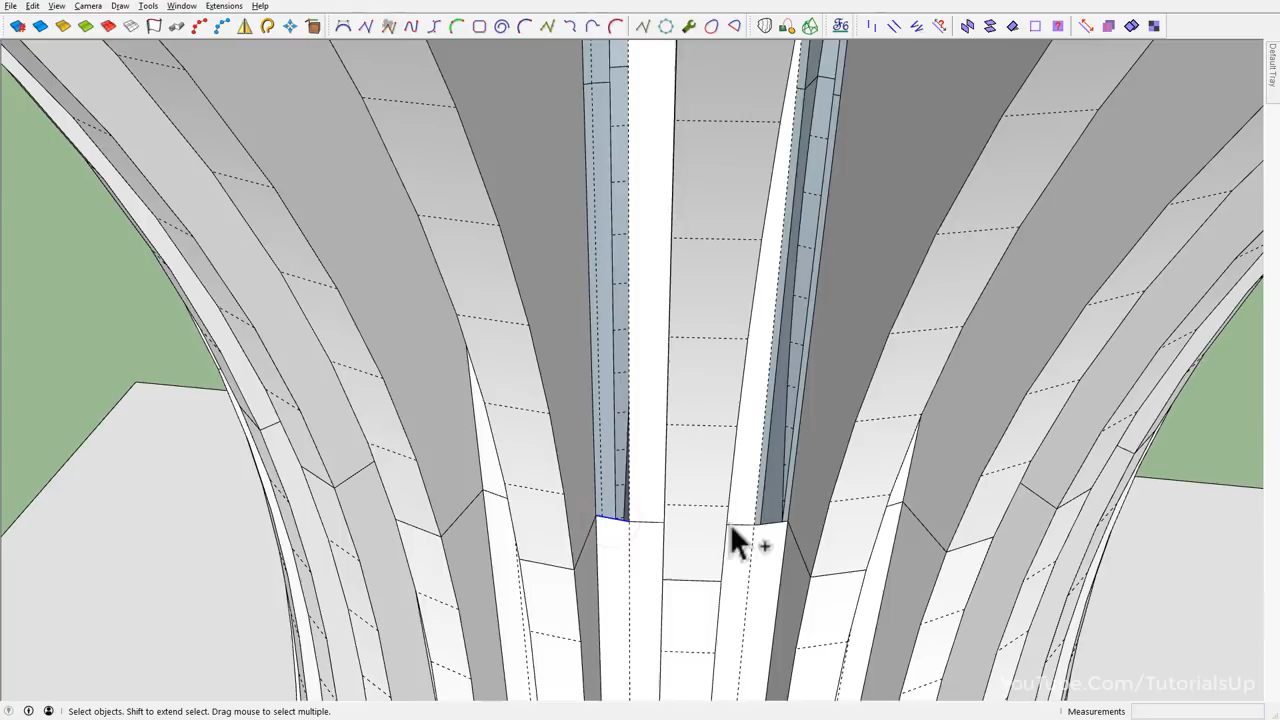 File Edit View Camera Draw Tools Window Extensions Help
Default Tray
YouTube.Com/TutorialsUp
Select objects. Shift to extend select. Drag mouse to select multiple. Measurements